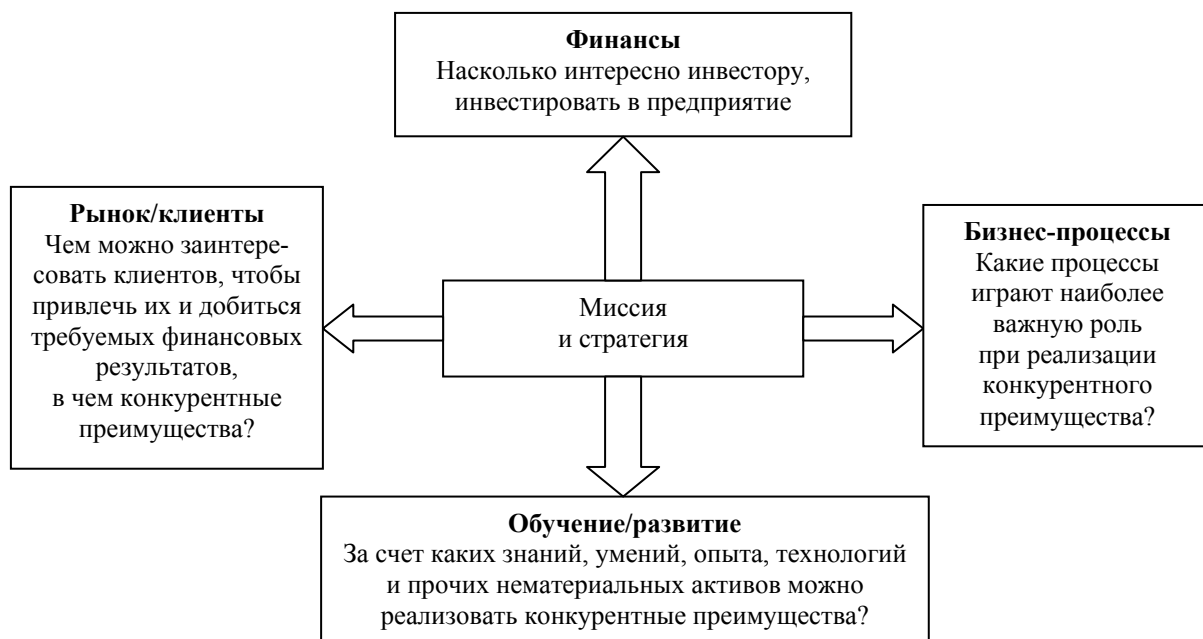 Финансы
Насколько интересно инвестору,
инвестировать в предприятие
Рынок/клиенты
Чем можно заинтере-
совать клиентов, чтобы
привлечь их и добиться
требуемых финансовых
результатов,
в чем конкурентные
преимущества?
Миссия
и стратегия
Бизнес-процессы
Какие процессы
играют наиболее
важную роль
при реализации
конкурентного
преимущества?
Обучение/развитие
За счет каких знаний, умений, опыта, технологий
и прочих нематериальных активов можно
реализовать конкурентные преимущества?